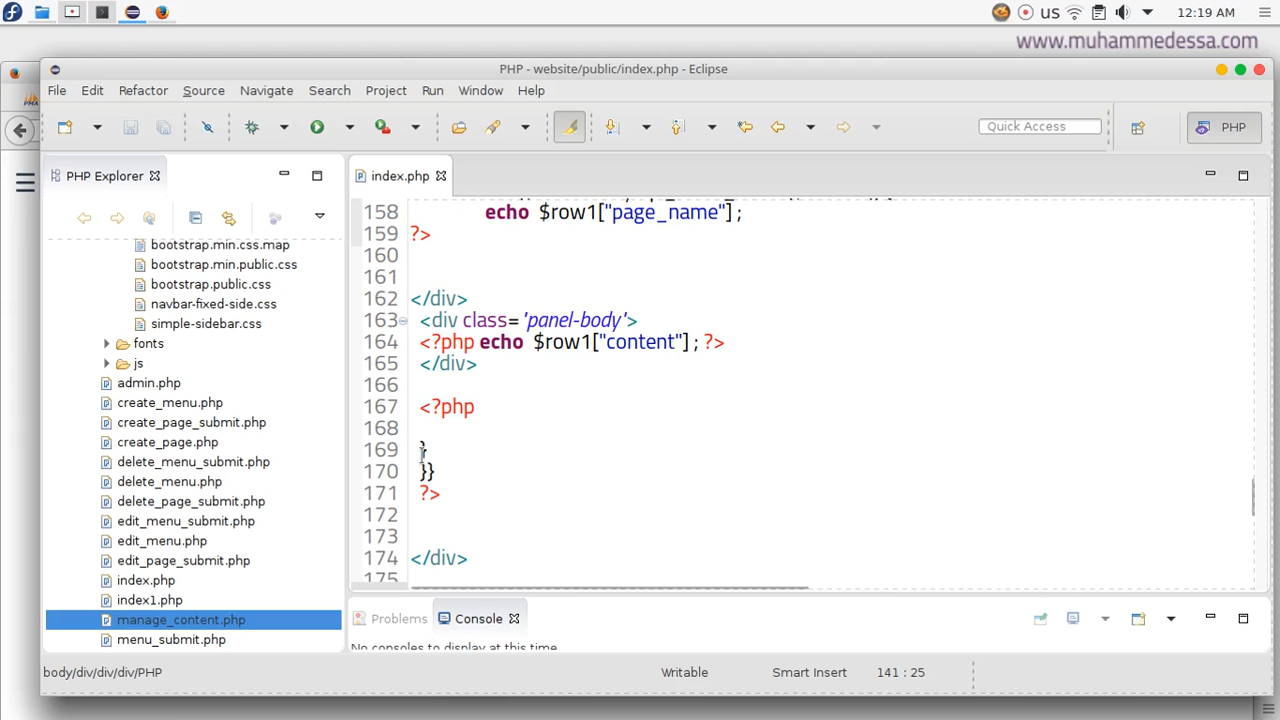 us
12:19 AM
www.muhammedessa.com
PHP - website/public/index.php - Eclipse
File Edit Refactor Source Navigate Search Project Run Window Help
Quick Access
PHP
PHP Explorer
index.php
bootstrap.min.css.map
bootstrap.min.public.css
bootstrap.public.css
navbar-fixed-side.css
simple-sidebar.css
fonts
js
admin.php
create_menu.php
create_page_submit.php
create_page.php
delete_menu_submit.php
delete_menu.php
delete_page_submit.php
edit_menu_submit.php
edit_menu.php
edit_page_submit.php
index.php
index1.php
manage_content.php
menu_submit.php
158 echo $row1["page_name"];
159 ?>
160
161
162 </div>
163 <div class='panel-body'>
164 <?php echo $row1["content"]; ?>
165 </div>
166
167 <?php
168
169 }
170 }}
171 ?>
172
173
174 </div>
175
Problems Console
No consoles to display at this time.
body/div/div/div/PHP
Writable
Smart Insert
141 : 25